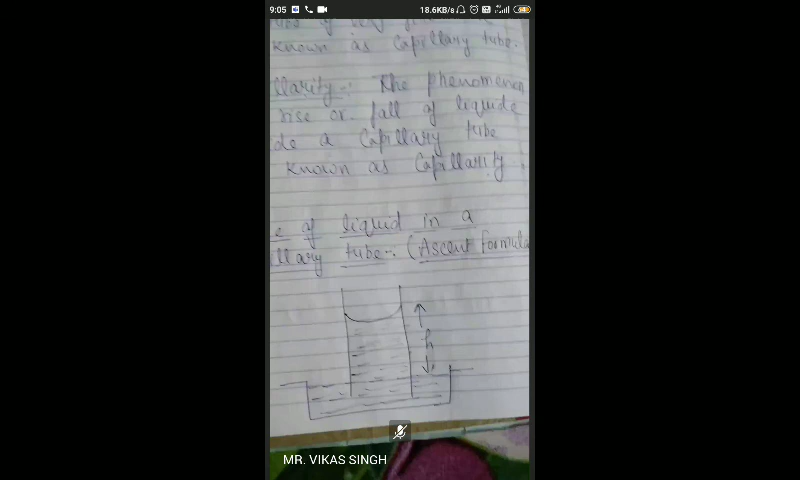 9:05 18.6KB/s
known as Capillary tube.
llarity:- The phenomenon
rise or fall of liquide
de a Capillary tube
known as Capillarity.
e of liquid in a
llary tube:- (Ascent formula
h
MR. VIKAS SINGH